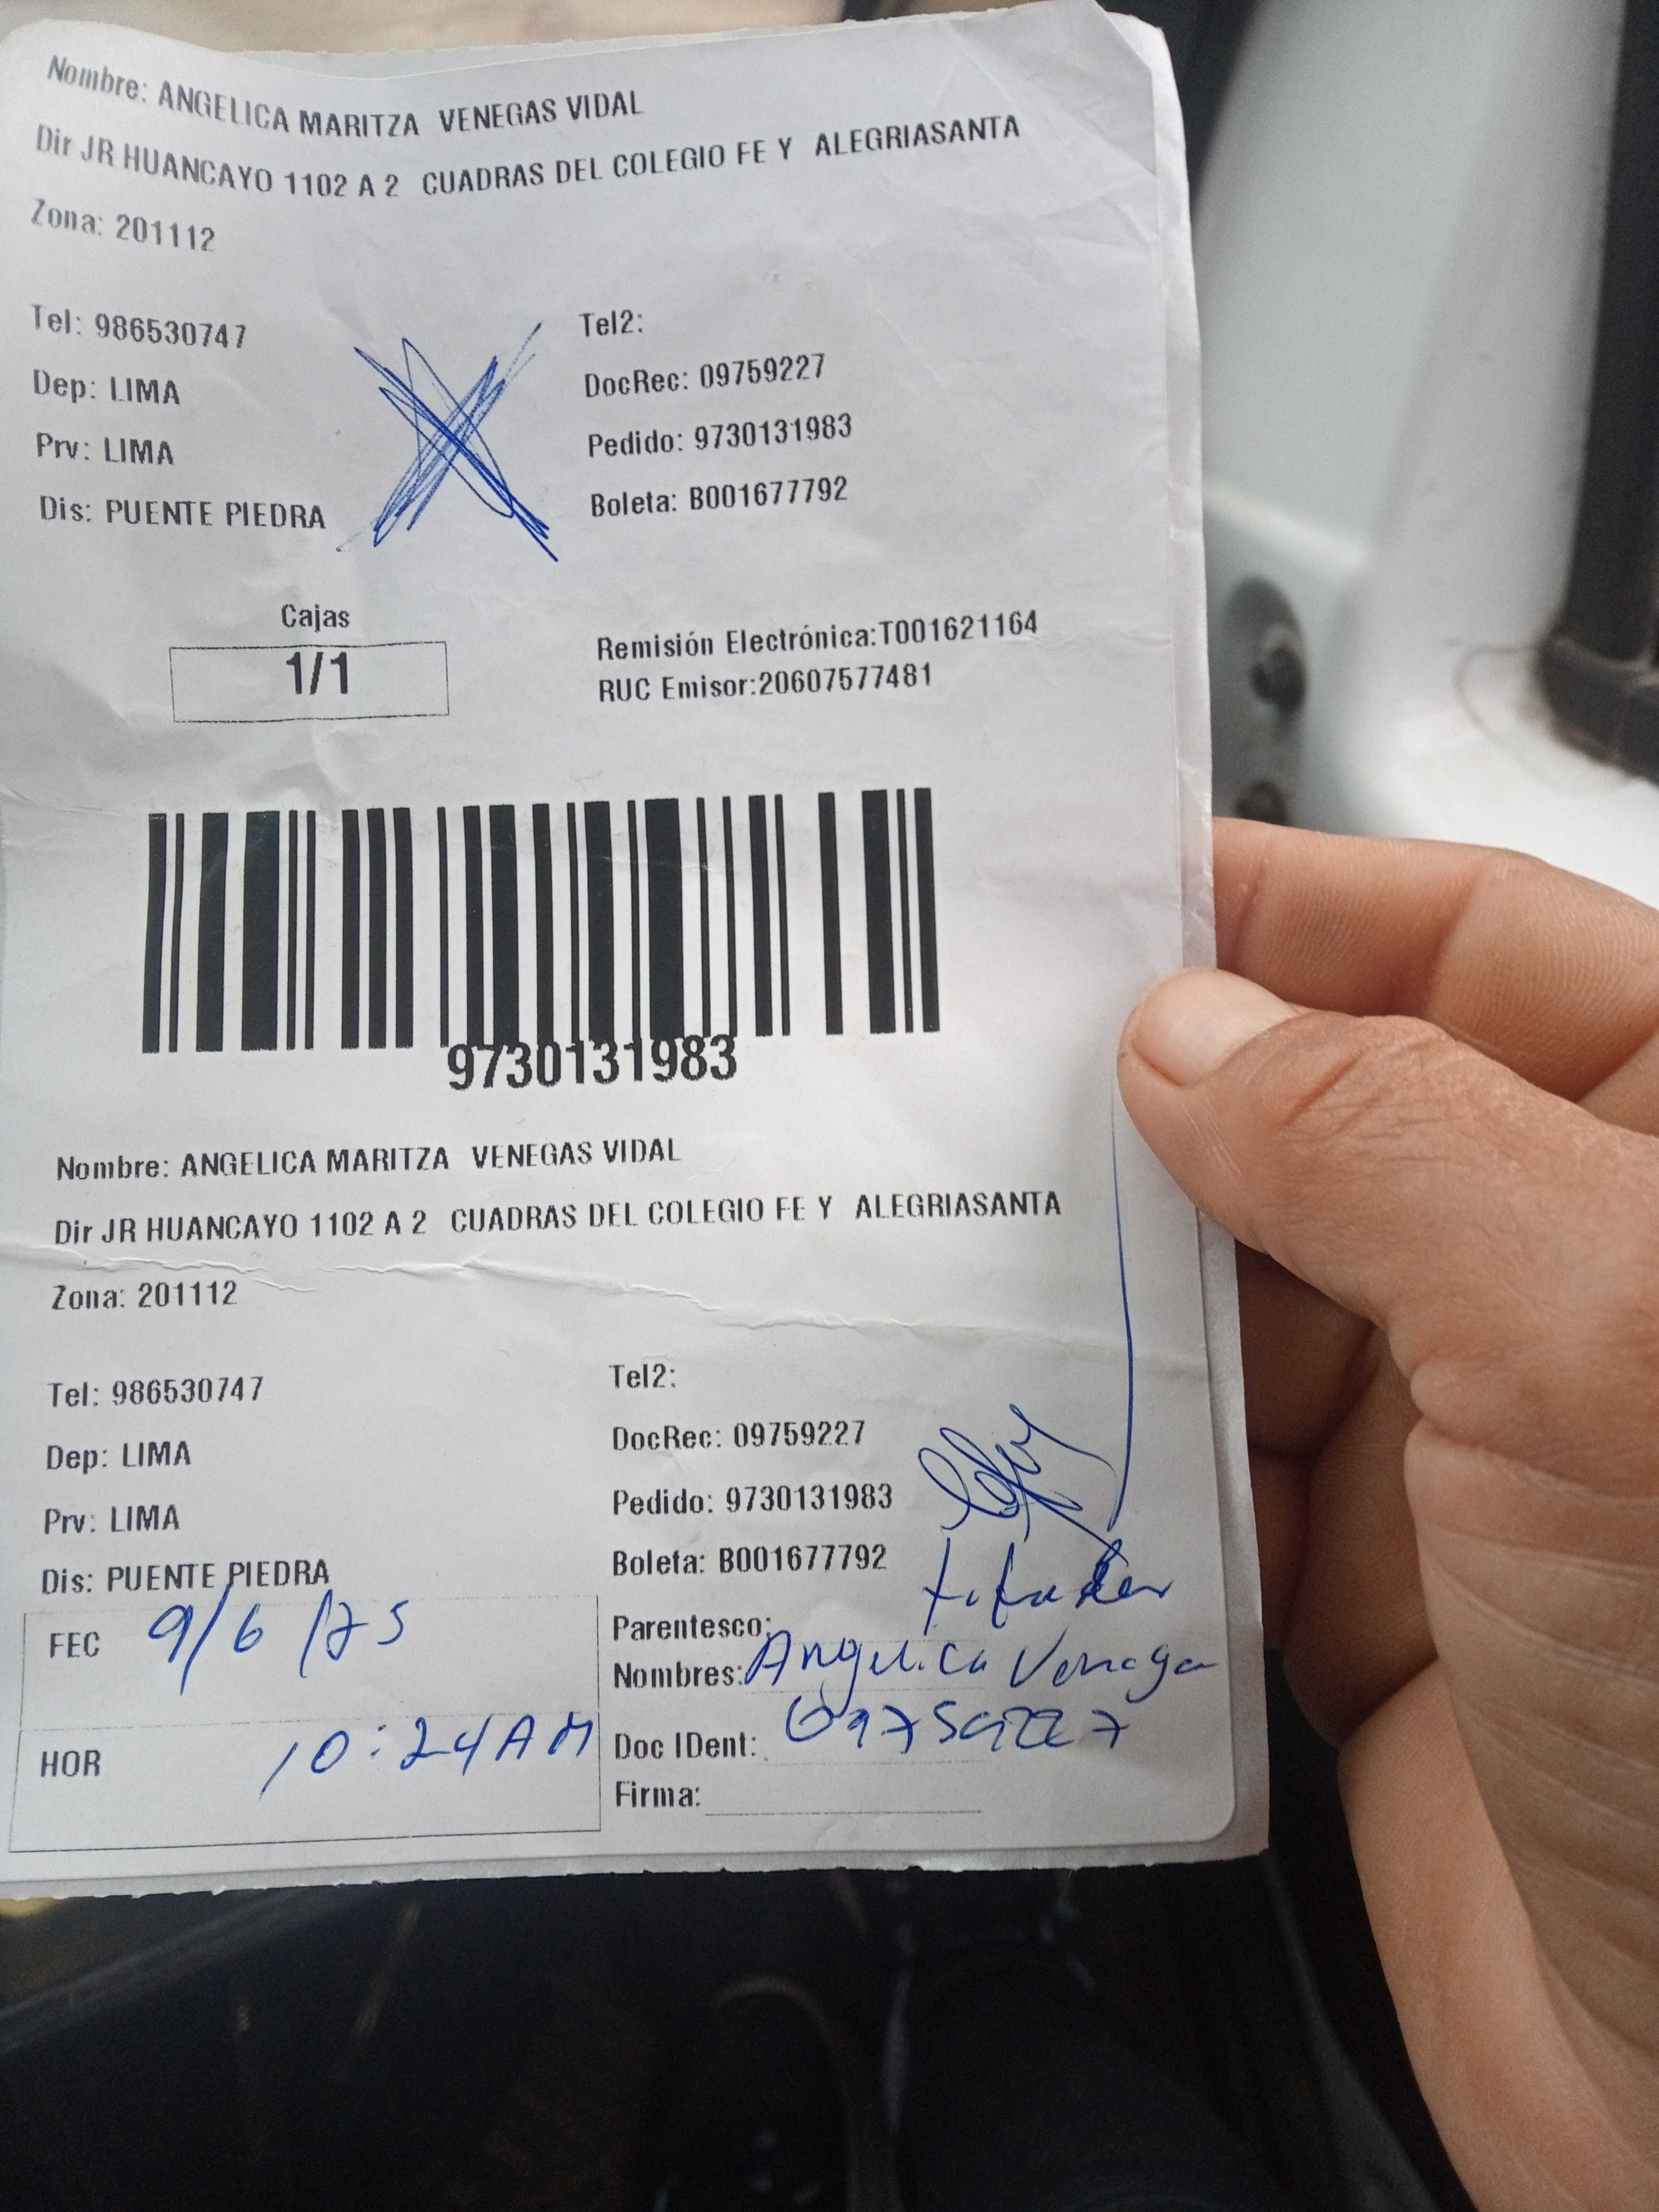 Nombre: ANGELICA MARITZA VENEGAS VIDAL
Dir JR HUANCAYO 1102 A 2 CUADRAS DEL COLEGIO FE Y ALEGRIASANTA
Zona: 201112
Tel: 986530747
Tel2:
Dep: LIMA
DocRec: 09759227
Prv: LIMA
Pedido: 9730131983
Dis: PUENTE PIEDRA
Boleta: B001677792
Cajas
1/1
Remisión Electrónica:T001621164
RUC Emisor:20607577481
9730131983
Nombre: ANGELICA MARITZA VENEGAS VIDAL
Dir JR HUANCAYO 1102 A 2 CUADRAS DEL COLEGIO FE Y ALEGRIASANTA
Zona: 201112
Tel: 986530747
Tel2:
Dep: LIMA
DocRec: 09759227
Prv: LIMA
Pedido: 9730131983
Dis: PUENTE PIEDRA
Boleta: B001677792
FEC 9/6/25
Parentesco:
Nombres: Angelica Venega
HOR 10:24AM
Doc IDent: 09759227
Firma: